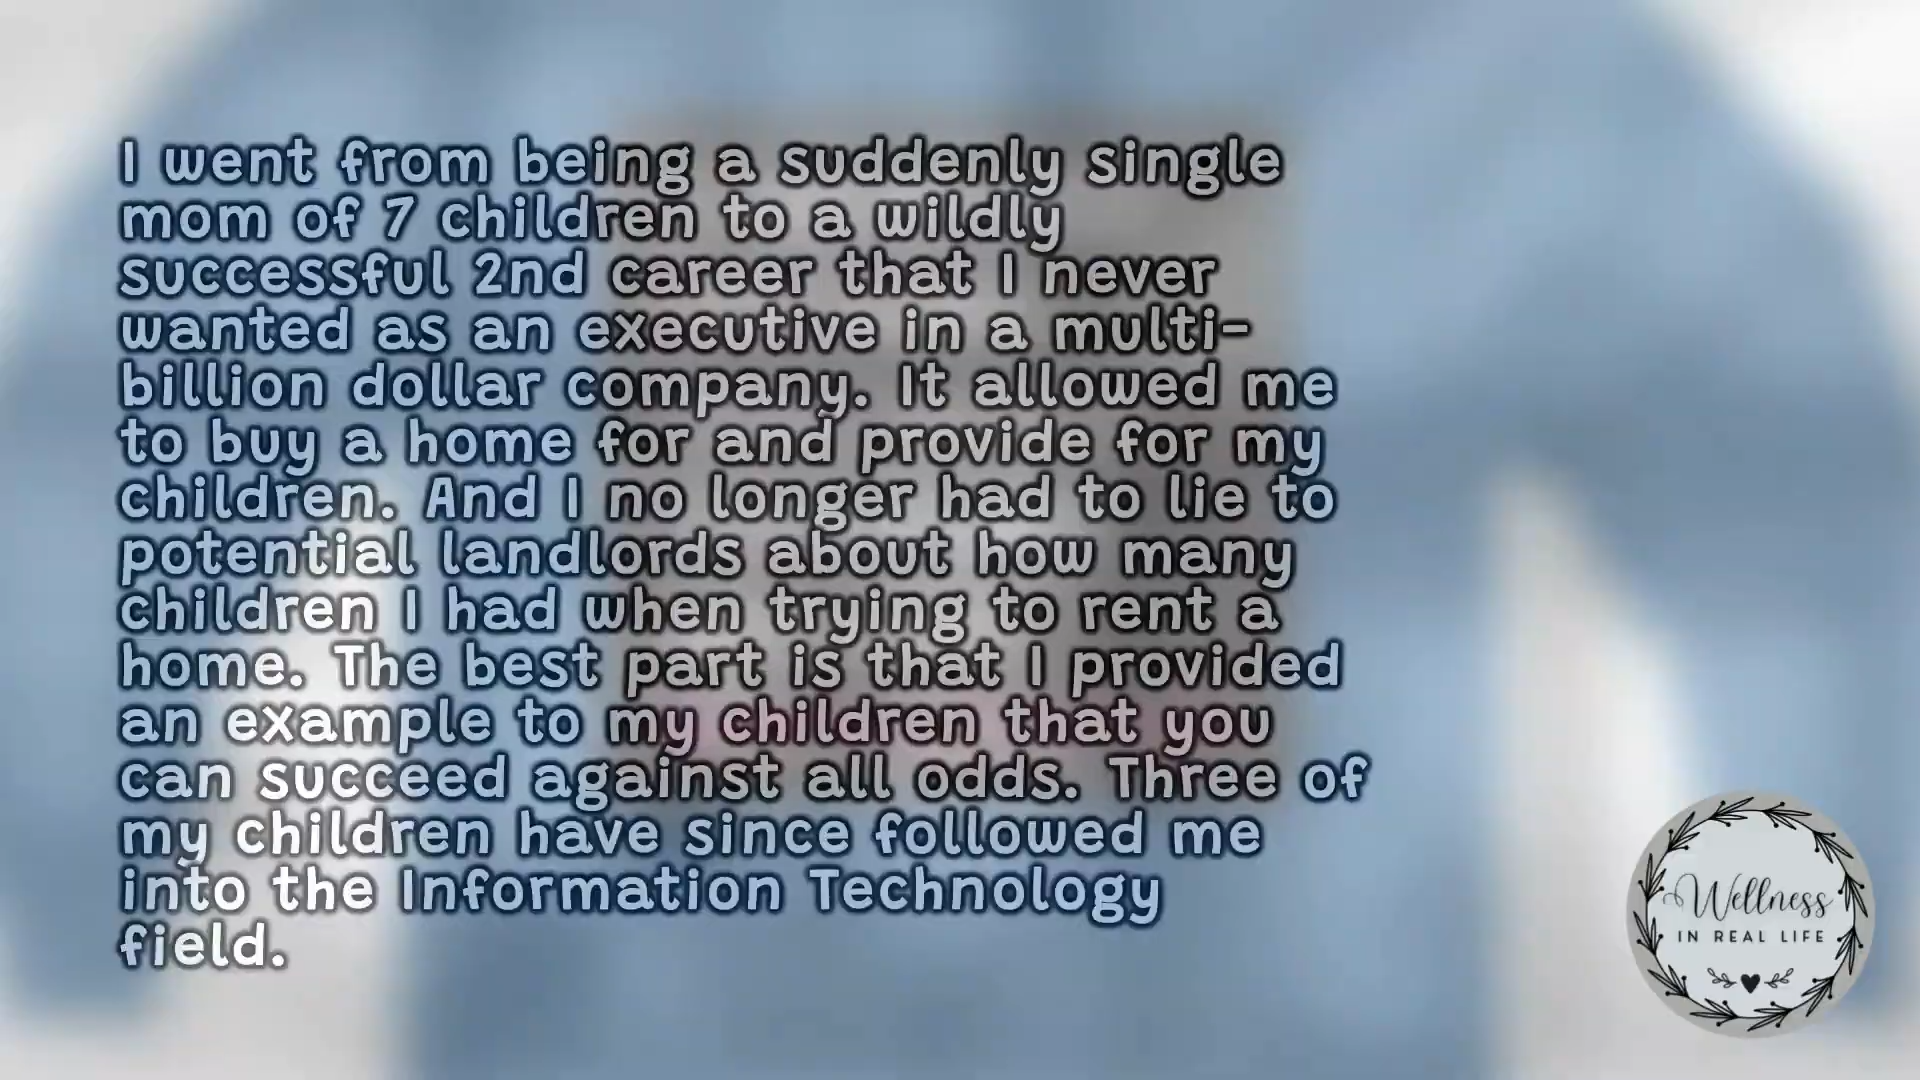 I went from being a suddenly single
mom of 7 children to a wildly
successful 2nd career that I never
wanted as an executive in a multi-
billion dollar company. It allowed me
to buy a home for and provide for my
children. And I no longer had to lie to
potential landlords about how many
children I had when trying to rent a
home. The best part is that I provided
an example to my children that you
can succeed against all odds. Three of
my children have since followed me
into the Information Technology
field.
Wellness
IN REAL LIFE